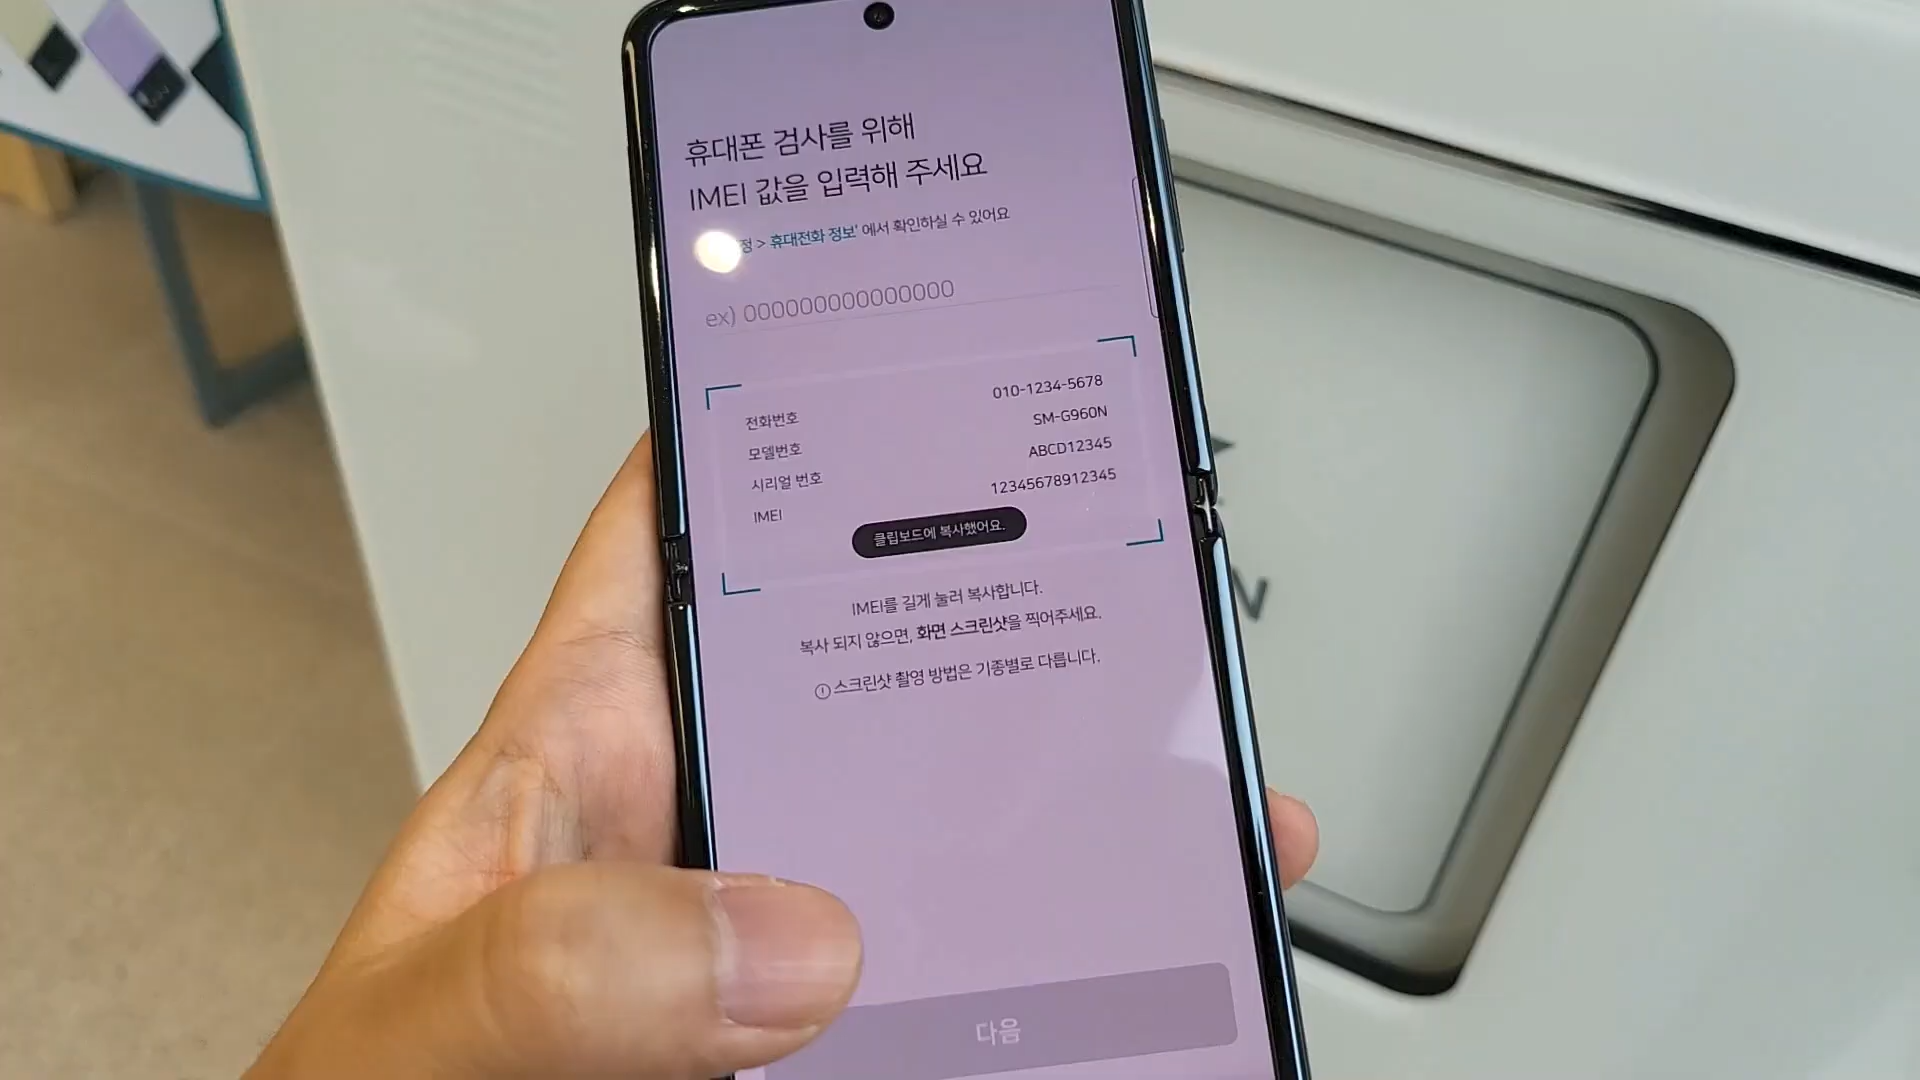 휴대폰 검사를 위해
IMEI 값을 입력해 주세요
정 > 휴대전화 정보' 에서 확인하실 수 있어요
ex) 000000000000000
전화번호 010-1234-5678
모델번호 SM-G960N
시리얼 번호 ABCD12345
IMEI 12345678912345
클립보드에 복사했어요.
IMEI를 길게 눌러 복사합니다.
복사 되지 않으면, 화면 스크린샷을 찍어주세요.
스크린샷 촬영 방법은 기종별로 다릅니다.
다음
N